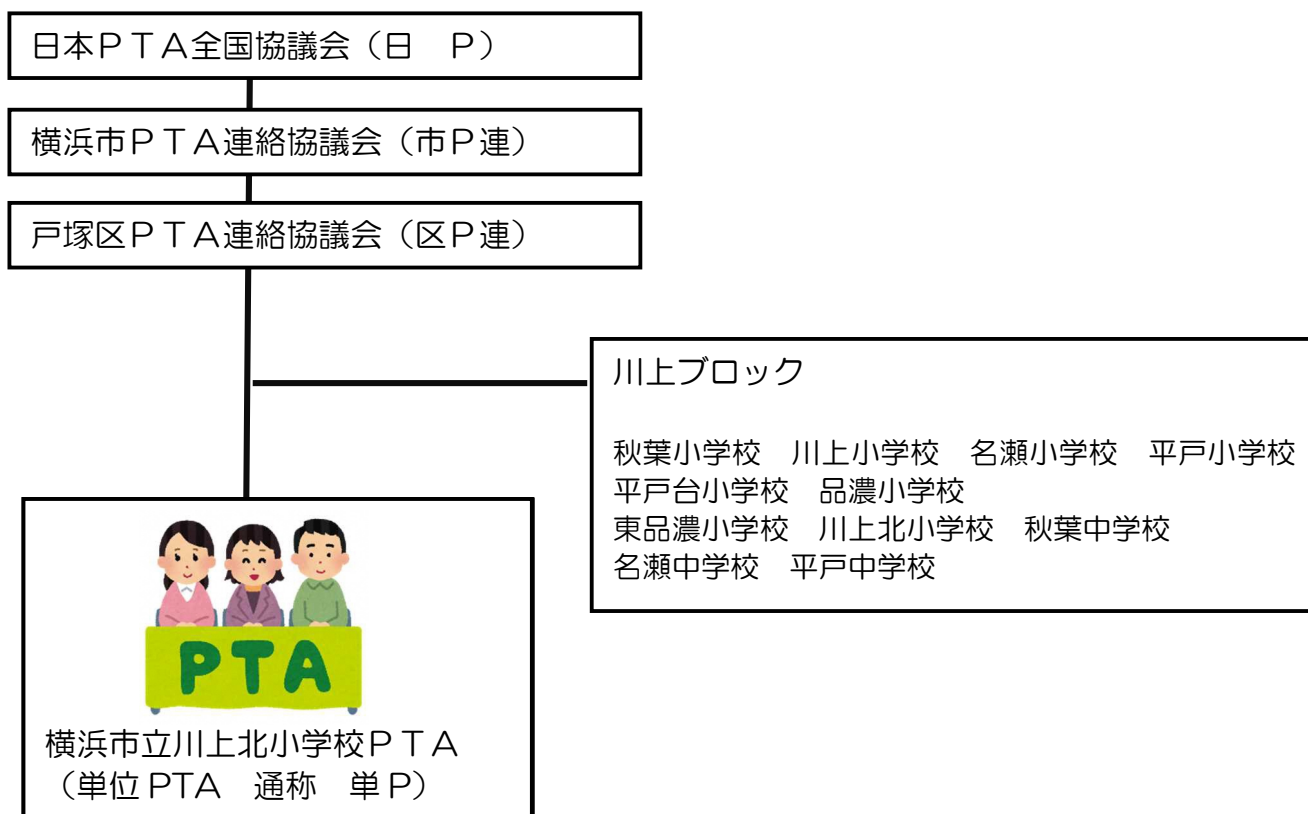 日本ＰＴＡ全国協議会（日　Ｐ）
横浜市ＰＴＡ連絡協議会（市Ｐ連）
戸塚区ＰＴＡ連絡協議会（区Ｐ連）
川上ブロック
秋葉小学校　川上小学校　名瀬小学校　平戸小学校
平戸台小学校　品濃小学校
東品濃小学校　川上北小学校　秋葉中学校
名瀬中学校　平戸中学校
PTA
横浜市立川上北小学校ＰＴＡ
（単位 PTA　通称　単 P）